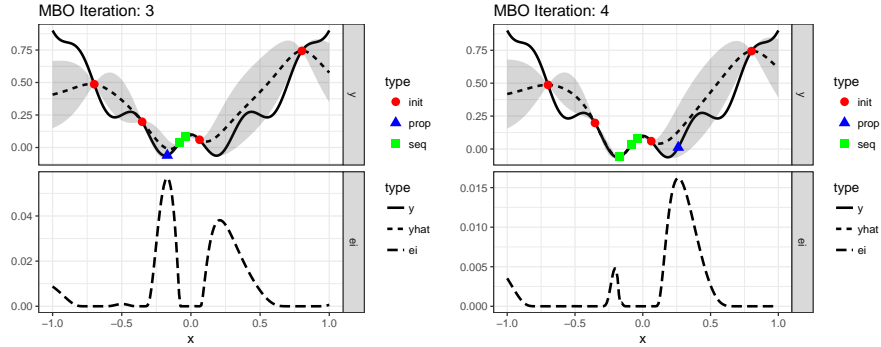 MBO Iteration: 3
0.75
0.50
0.25
0.00
y
type
init
prop
seq
0.04
0.02
0.00
ei
type
y
yhat
ei
−1.0
−0.5
0.0
0.5
1.0
x
MBO Iteration: 4
0.75
0.50
0.25
0.00
y
type
init
prop
seq
0.015
0.010
0.005
0.000
ei
type
y
yhat
ei
−1.0
−0.5
0.0
0.5
1.0
x